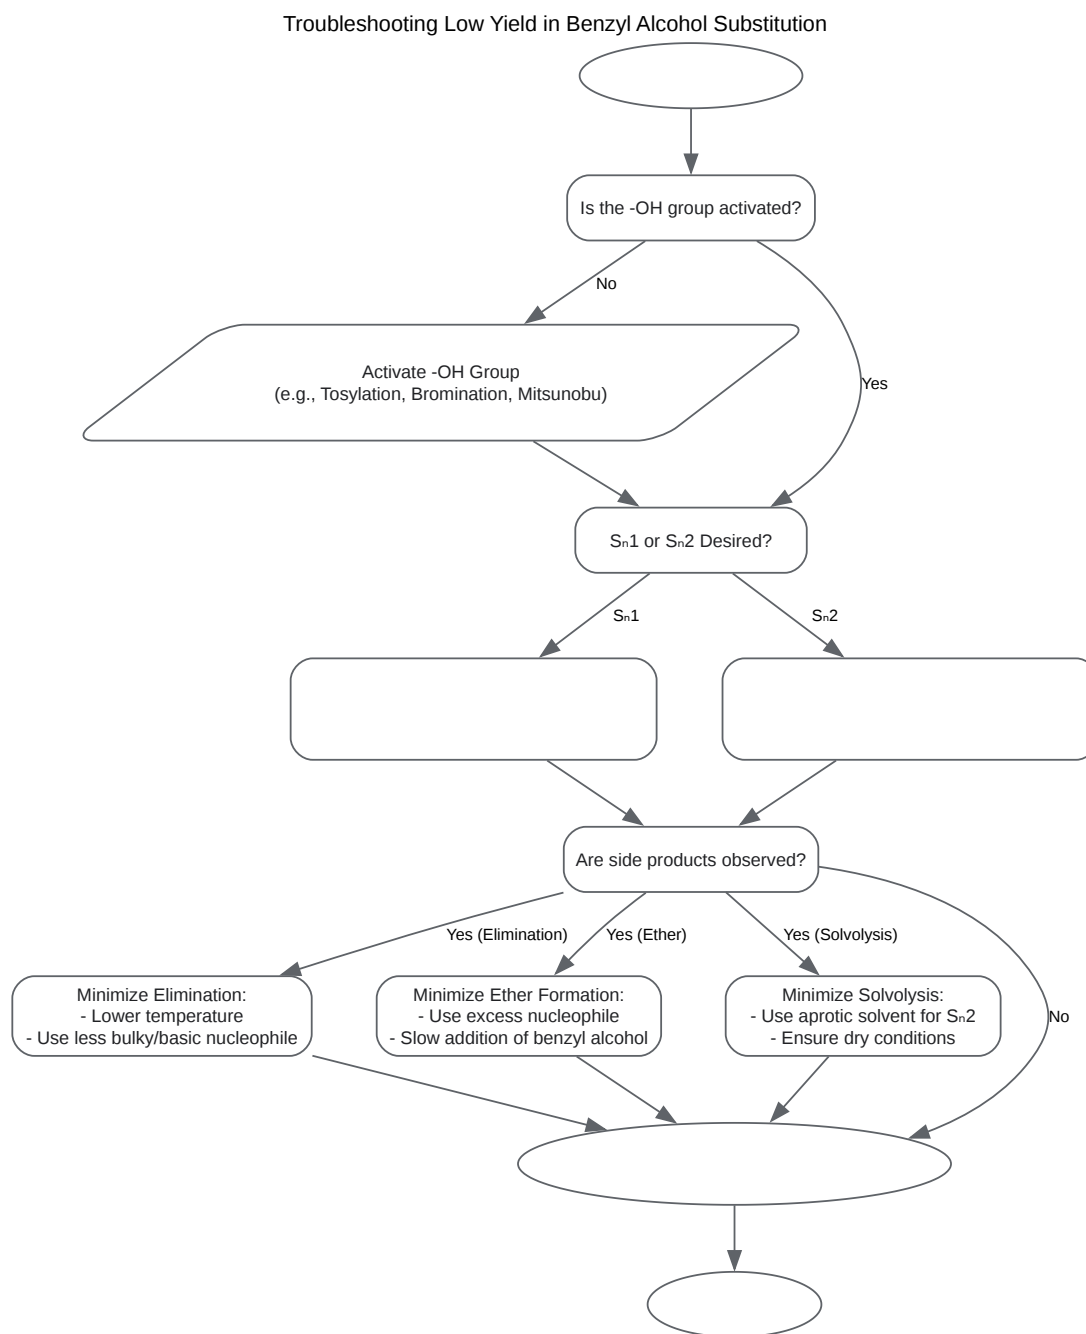 Troubleshooting Low Yield in Benzyl Alcohol Substitution
Is the -OH group activated?
No
Activate -OH Group
(e.g., Tosylation, Bromination, Mitsunobu)
Yes
Sₙ1 or Sₙ2 Desired?
Sₙ1
Sₙ2
Are side products observed?
Yes (Elimination)
Yes (Ether)
Yes (Solvolysis)
Minimize Elimination:
- Lower temperature
- Use less bulky/basic nucleophile
Minimize Ether Formation:
- Use excess nucleophile
- Slow addition of benzyl alcohol
Minimize Solvolysis:
- Use aprotic solvent for Sₙ2
- Ensure dry conditions
No